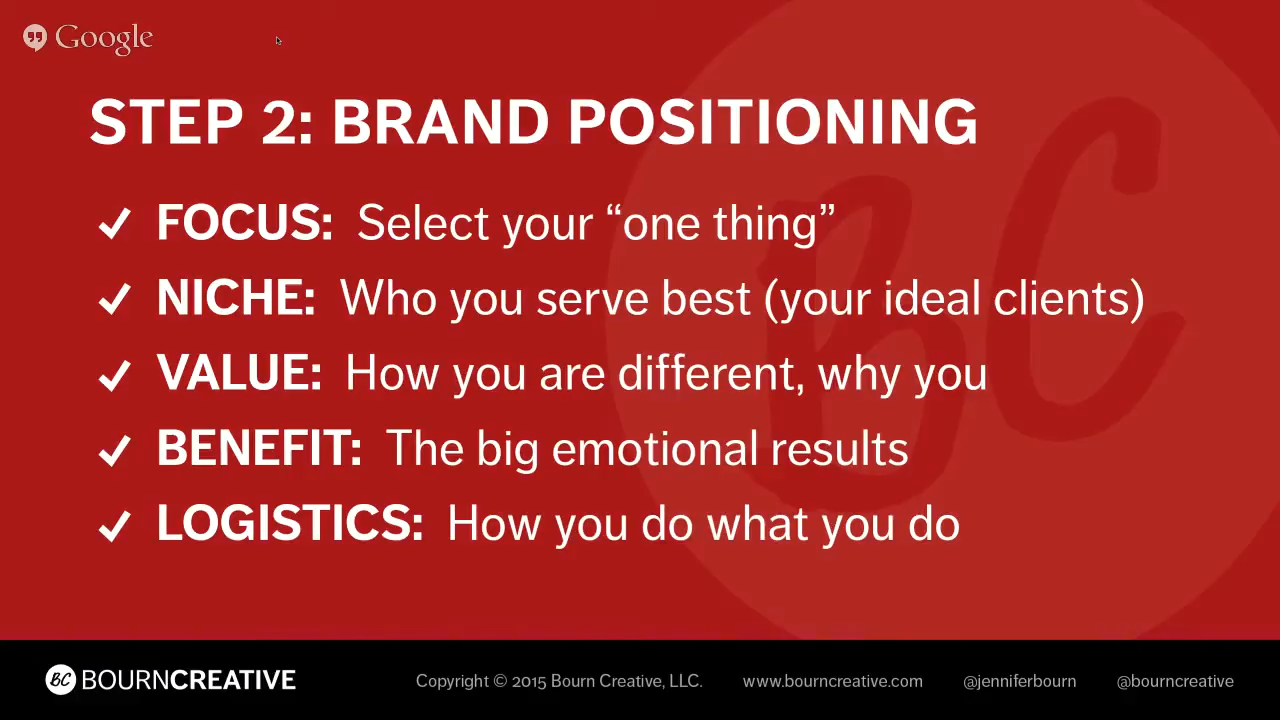 Google
STEP 2: BRAND POSITIONING
FOCUS: Select your “one thing”
NICHE: Who you serve best (your ideal clients)
VALUE: How you are different, why you
BENEFIT: The big emotional results
LOGISTICS: How you do what you do
BC
BC BOURNCREATIVE Copyright © 2015 Bourn Creative, LLC. www.bourncreative.com @jenniferbourn @bourncreative